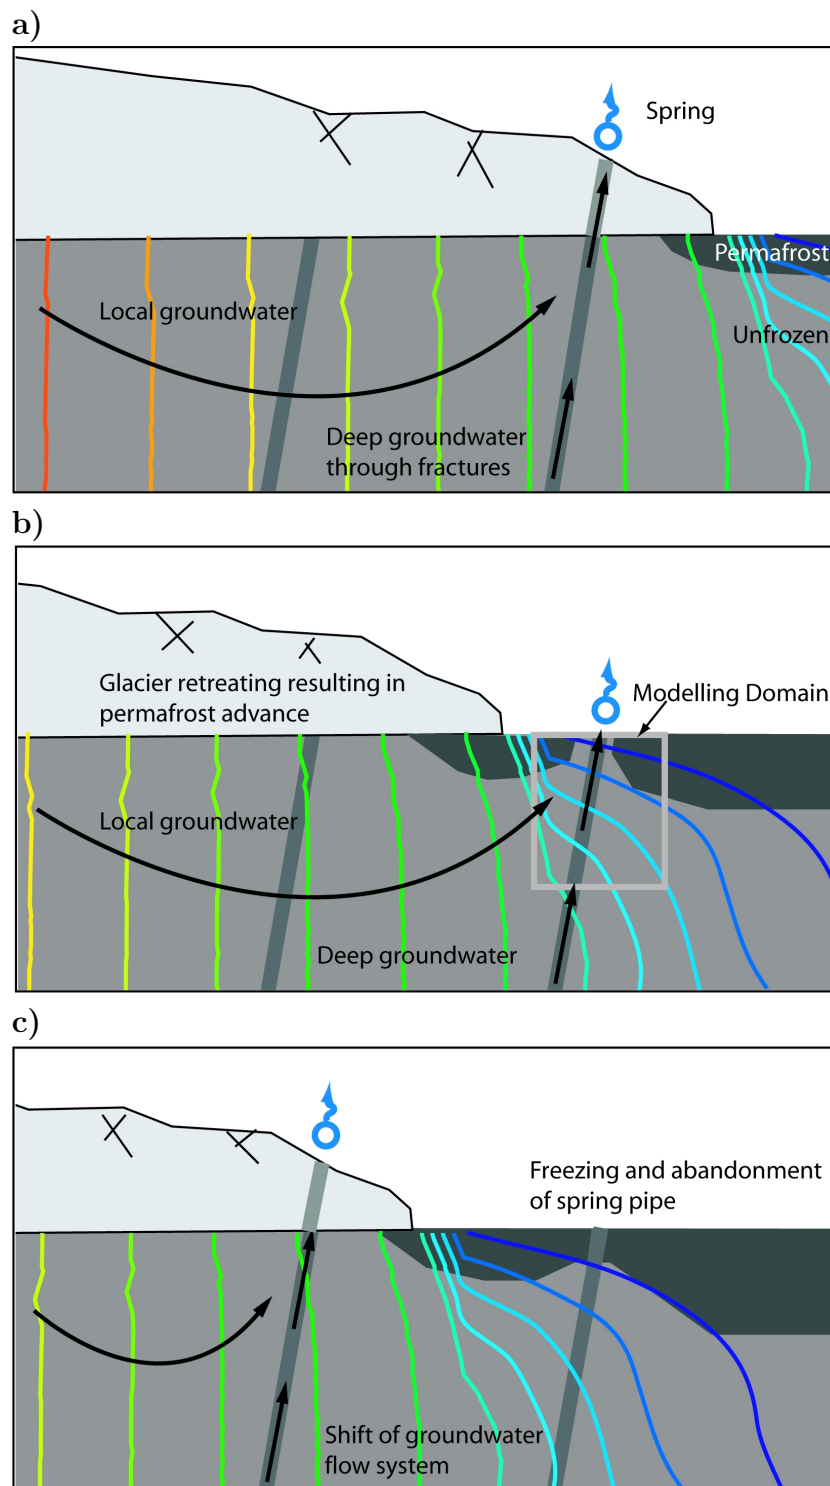 a)
Spring
Permafrost
Local groundwater
Unfrozen
Deep groundwater
through fractures
b)
Glacier retreating resulting in
permafrost advance
Modelling Domain
Local groundwater
Deep groundwater
c)
Freezing and abandonment
of spring pipe
Shift of groundwater
flow system